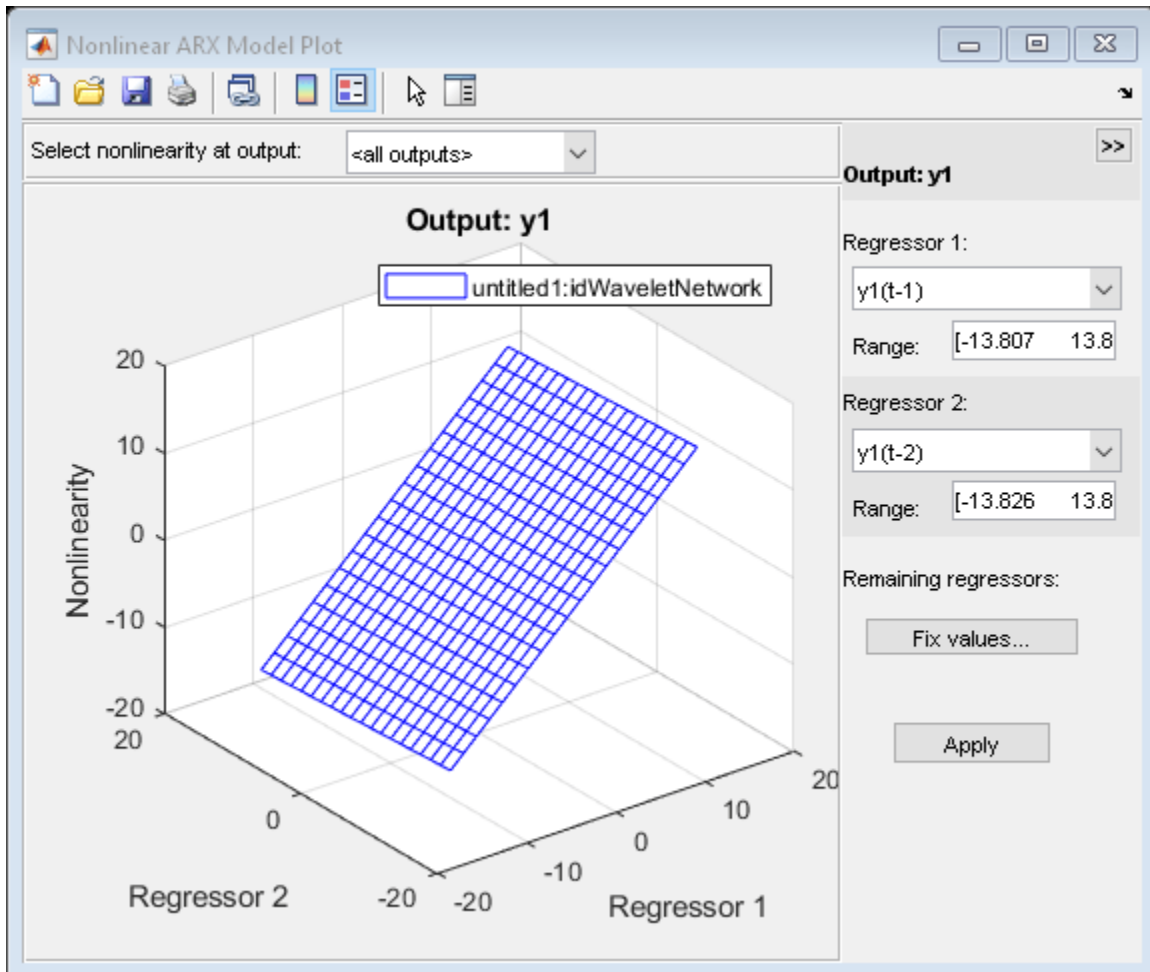 Nonlinear ARX Model Plot
Select nonlinearity at output: <all outputs>
>>
Output: y1
Output: y1
untitled1:idWaveletNetwork
Nonlinearity
20
10
0
-10
-20
20
0
-20
Regressor 2
-20
-10
0
10
20
Regressor 1
Regressor 1:
y1(t-1)
Range: [-13.807 13.8
Regressor 2:
y1(t-2)
Range: [-13.826 13.8
Remaining regressors:
Fix values...
Apply